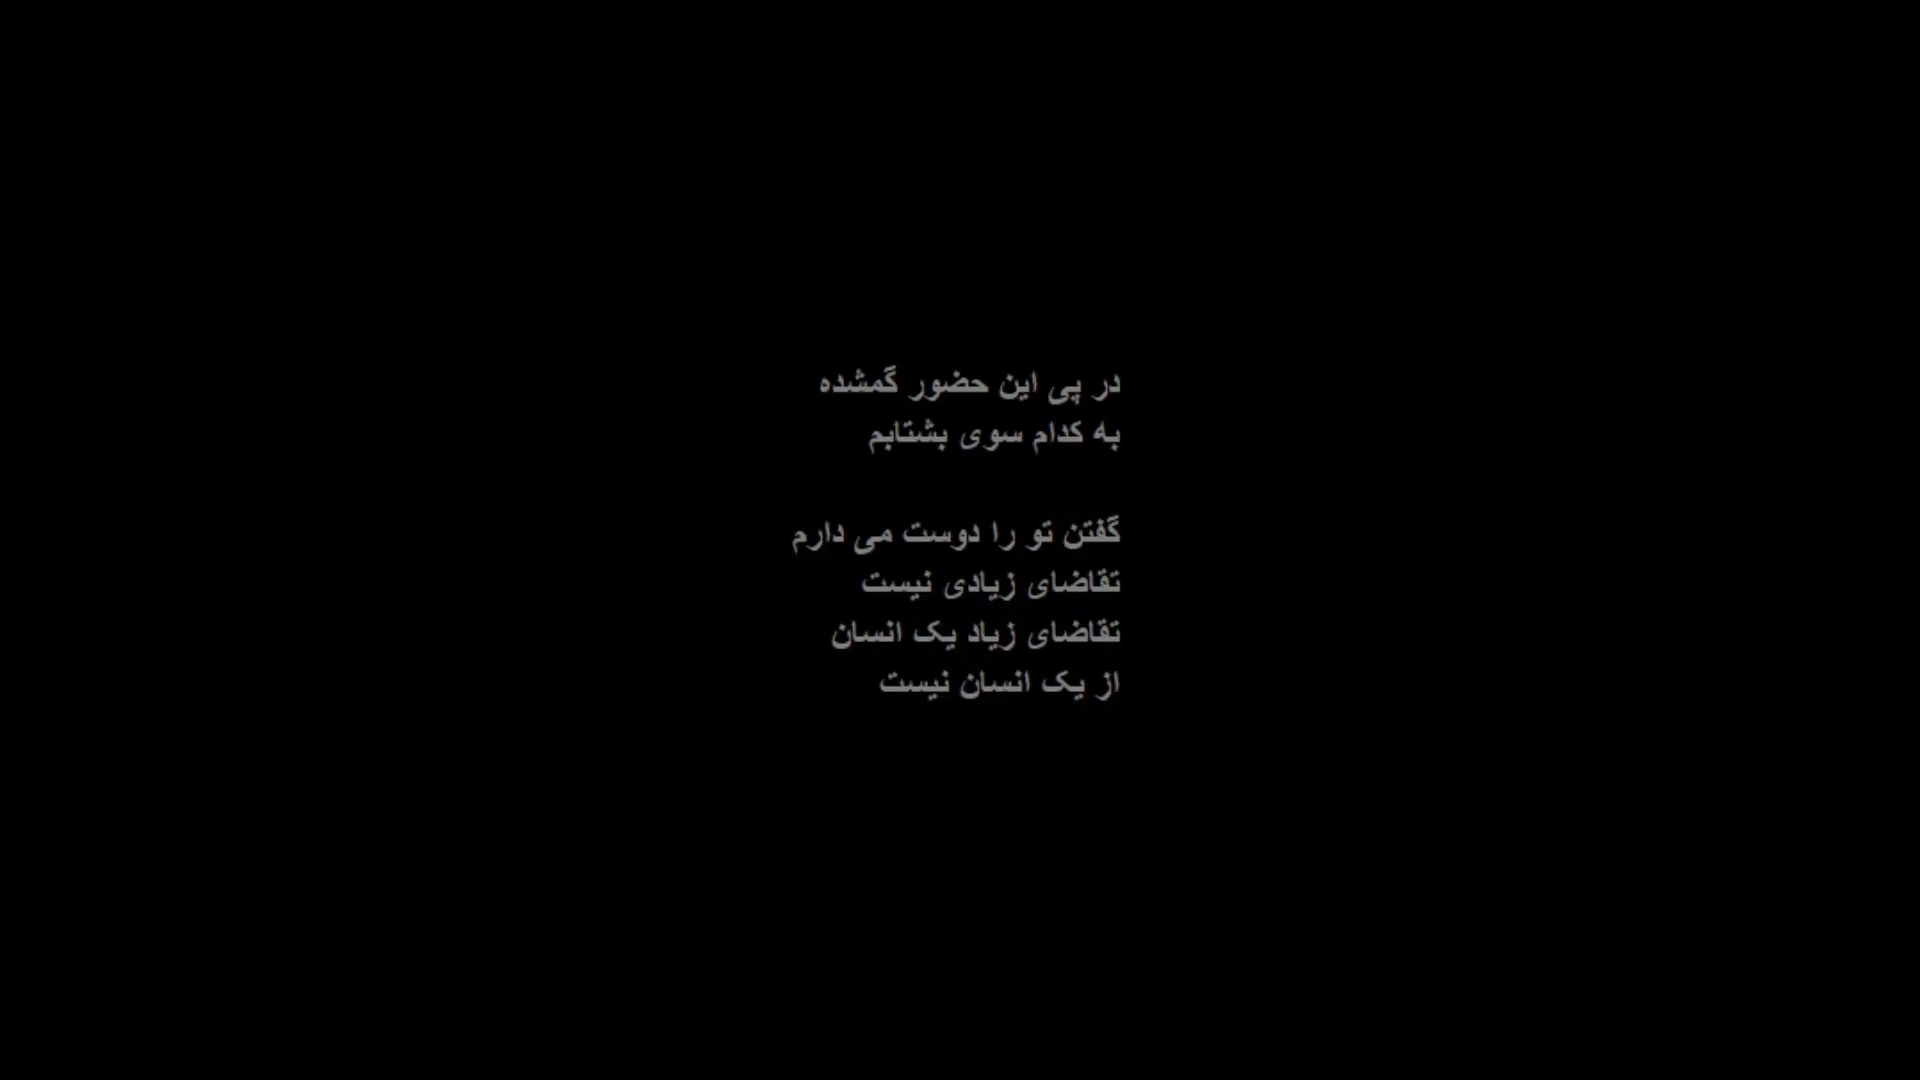 در پی این حضور گمشده
به کدام سوی بشتابم
گفتن تو را دوست می دارم
تقاضای زیادی نیست
تقاضای زیاد یک انسان
از یک انسان نیست